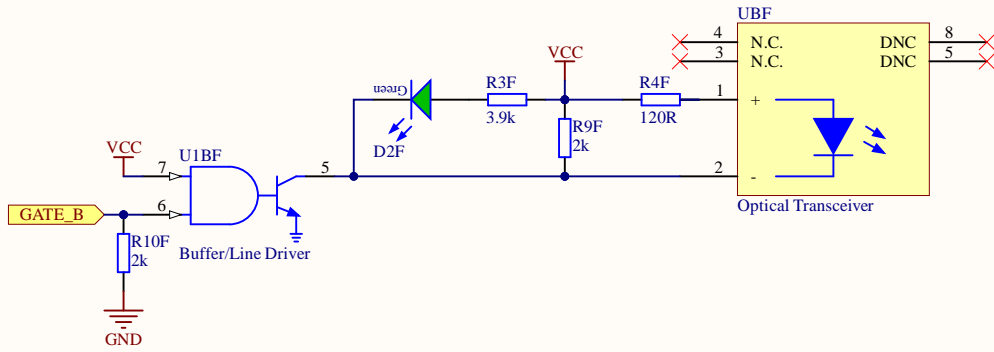 UBF
4 N.C. DNC 8
3 N.C. DNC 5
VCC
Green R3F R4F 1 +
3.9k 120R
D2F R9F
2k
VCC
U1BF
7 5 2 -
GATE_B 6
Optical Transceiver
R10F
2k
Buffer/Line Driver
GND